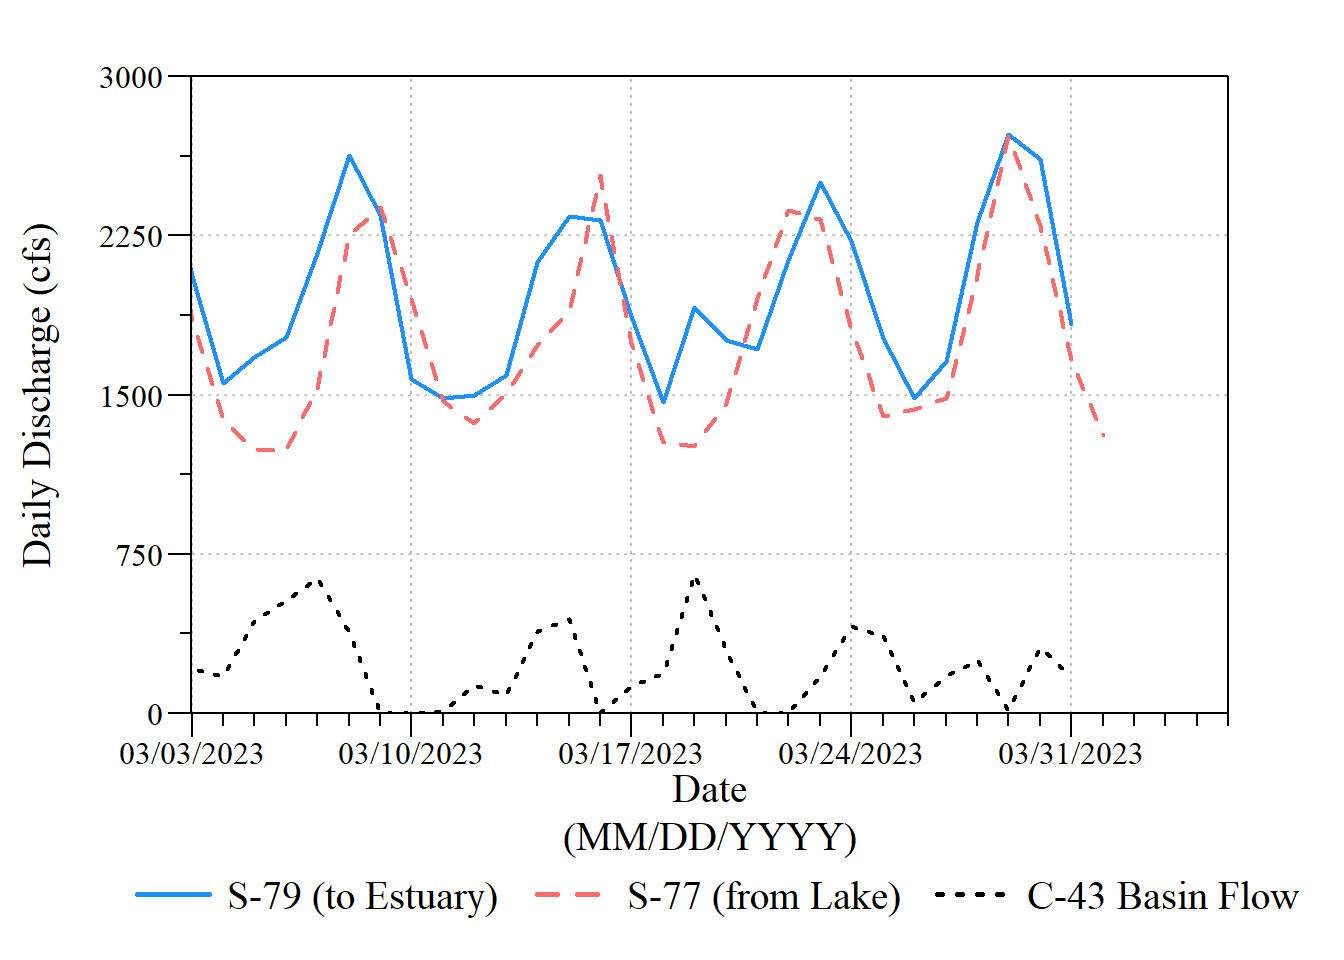 3000
2250
1500
750
0
Daily Discharge (cfs)
03/03/2023 03/10/2023 03/17/2023 03/24/2023 03/31/2023
Date
(MM/DD/YYYY)
S-79 (to Estuary) S-77 (from Lake) C-43 Basin Flow